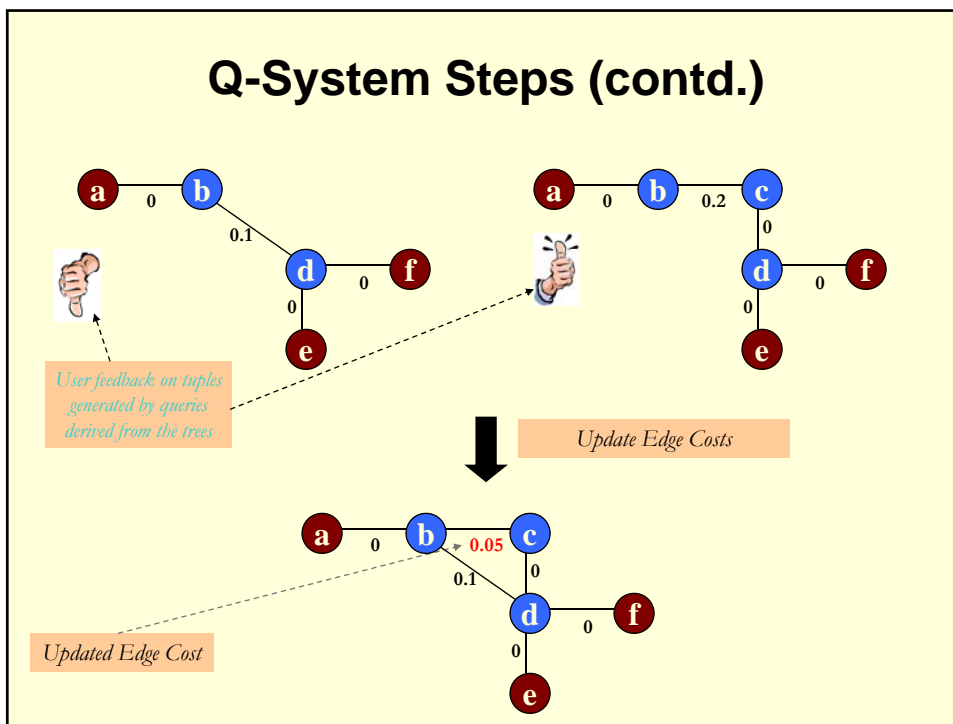 Q-System Steps (contd.)
a
0
b
0.1
d
0
f
0
e
a
0
b
0.2
c
0
d
0
f
0
e
User feedback on tuples
generated by queries
derived from the trees
Update Edge Costs
a
0
b
0.05
c
0.1
0
d
0
f
0
e
Updated Edge Cost